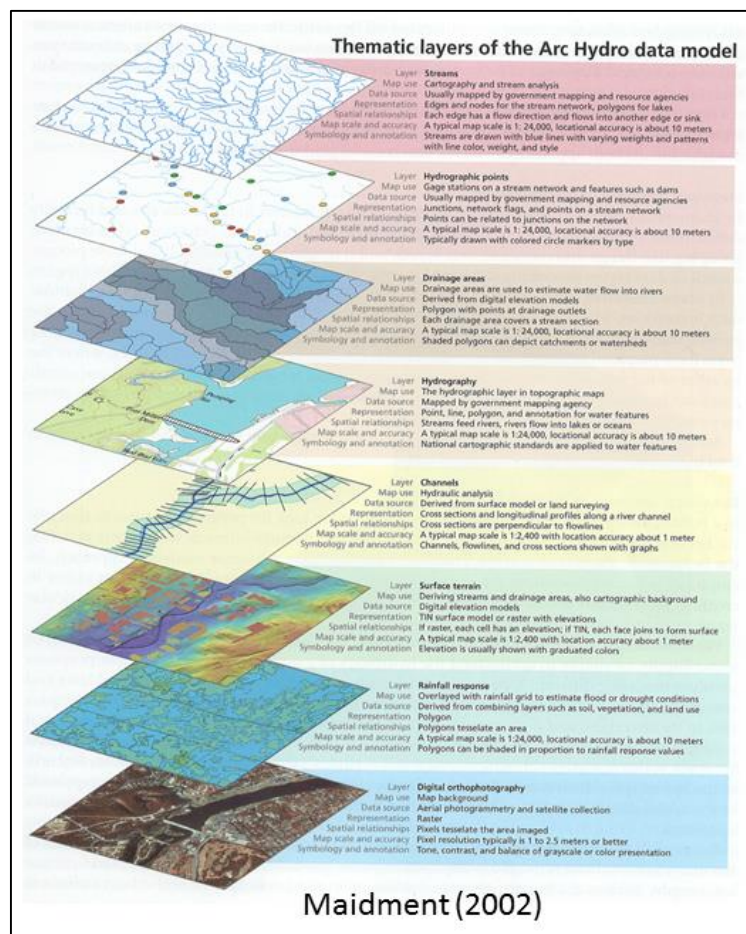 Thematic layers of the Arc Hydro data model
Layer Streams
Map use Cartography and stream analysis
Data source Usually mapped by government mapping and resource agencies
Representation Edges and nodes for the stream network, polygons for lakes
Spatial relationships Each edge has a flow direction and flows into another edge or sink
Map scale and accuracy A typical map scale is 1: 24,000, locational accuracy is about 10 meters
Symbology and annotation Streams are drawn with blue lines with varying weights and patterns
with line color, weight, and style
Layer Hydrographic points
Map use Gage stations on a stream network and features such as dams
Data source Usually mapped by government mapping and resource agencies
Representation Junctions, network flags, and points on a stream network
Spatial relationships Points can be related to junctions on the network
Map scale and accuracy A typical map scale is 1: 24,000, locational accuracy is about 10 meters
Symbology and annotation Typically drawn with colored circle markers by type
Layer Drainage areas
Map use Drainage areas are used to estimate water flow into rivers
Data source Derived from digital elevation models
Representation Polygon with points at drainage outlets
Spatial relationships Each drainage area covers a stream section
Map scale and accuracy A typical map scale is 1: 24,000, locational accuracy is about 10 meters
Symbology and annotation Shaded polygons can depict catchments or watersheds
Layer Hydrography
Map use The hydrographic layer in topographic maps
Data source Mapped by government mapping agency
Representation Point, line, polygon, and annotation for water features
Spatial relationships Streams feed rivers, rivers flow into lakes or oceans
Map scale and accuracy A typical map scale is 1:24,000, locational accuracy is about 10 meters
Symbology and annotation National cartographic standards are applied to water features
Layer Channels
Map use Hydraulic analysis
Data source Derived from surface model or land surveying
Representation Cross sections and longitudinal profiles along a river channel
Spatial relationships Cross sections are perpendicular to flowlines
Map scale and accuracy A typical map scale is 1:2,400 with location accuracy about 1 meter
Symbology and annotation Channels, flowlines, and cross sections shown with graphs
Layer Surface terrain
Map use Deriving streams and drainage areas, also cartographic background
Data source Digital elevation models
Representation TIN surface model or raster with elevations
Spatial relationships If raster, each cell has an elevation; if TIN, each face joins to form surface
Map scale and accuracy A typical map scale is 1:2,400 with location accuracy about 1 meter
Symbology and annotation Elevation is usually shown with graduated colors
Layer Rainfall response
Map use Overlayed with rainfall grid to estimate flood or drought conditions
Data source Derived from combining layers such as soil, vegetation, and land use
Representation Polygon
Spatial relationships Polygons tesselate an area
Map scale and accuracy A typical map scale is 1:24,000, locational accuracy is about 10 meters
Symbology and annotation Polygons can be shaded in proportion to rainfall response values
Layer Digital orthophotography
Map use Map background
Data source Aerial photogrammetry and satellite collection
Representation Raster
Spatial relationships Pixels tesselate the area imaged
Map scale and accuracy Pixel resolution typically is 1 to 2.5 meters or better
Symbology and annotation Tone, contrast, and balance of grayscale or color presentation
Maidment (2002)